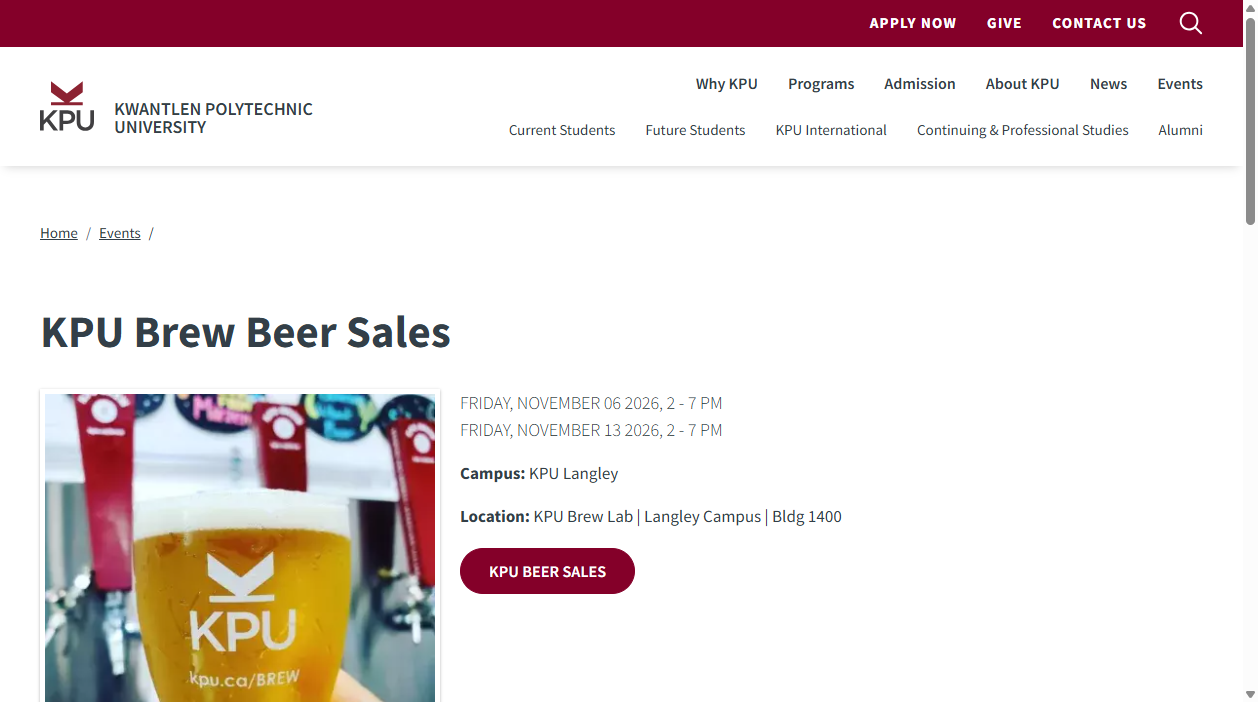 APPLY NOW GIVE CONTACT US
KPU
KWANTLEN POLYTECHNIC
UNIVERSITY
Why KPU Programs Admission About KPU News Events
Current Students Future Students KPU International Continuing & Professional Studies Alumni
Home / Events /
KPU Brew Beer Sales
FRIDAY, NOVEMBER 06 2026, 2 - 7 PM
FRIDAY, NOVEMBER 13 2026, 2 - 7 PM
Campus: KPU Langley
Location: KPU Brew Lab | Langley Campus | Bldg 1400
KPU BEER SALES
KPU
kpu.ca/BREW